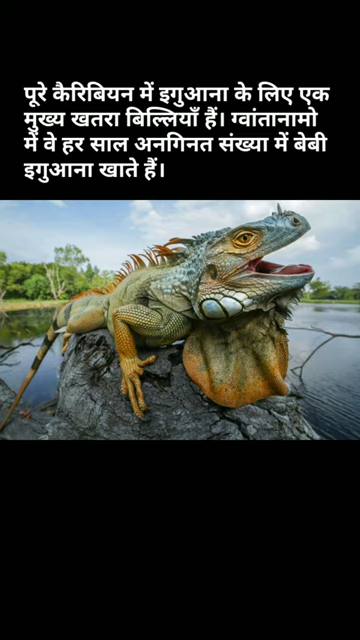 पूरे कैरिबियन में इगुआना के लिए एक
मुख्य खतरा बिल्लियाँ हैं। ग्वांतानामो
में वे हर साल अनगिनत संख्या में बेबी
इगुआना खाते हैं।